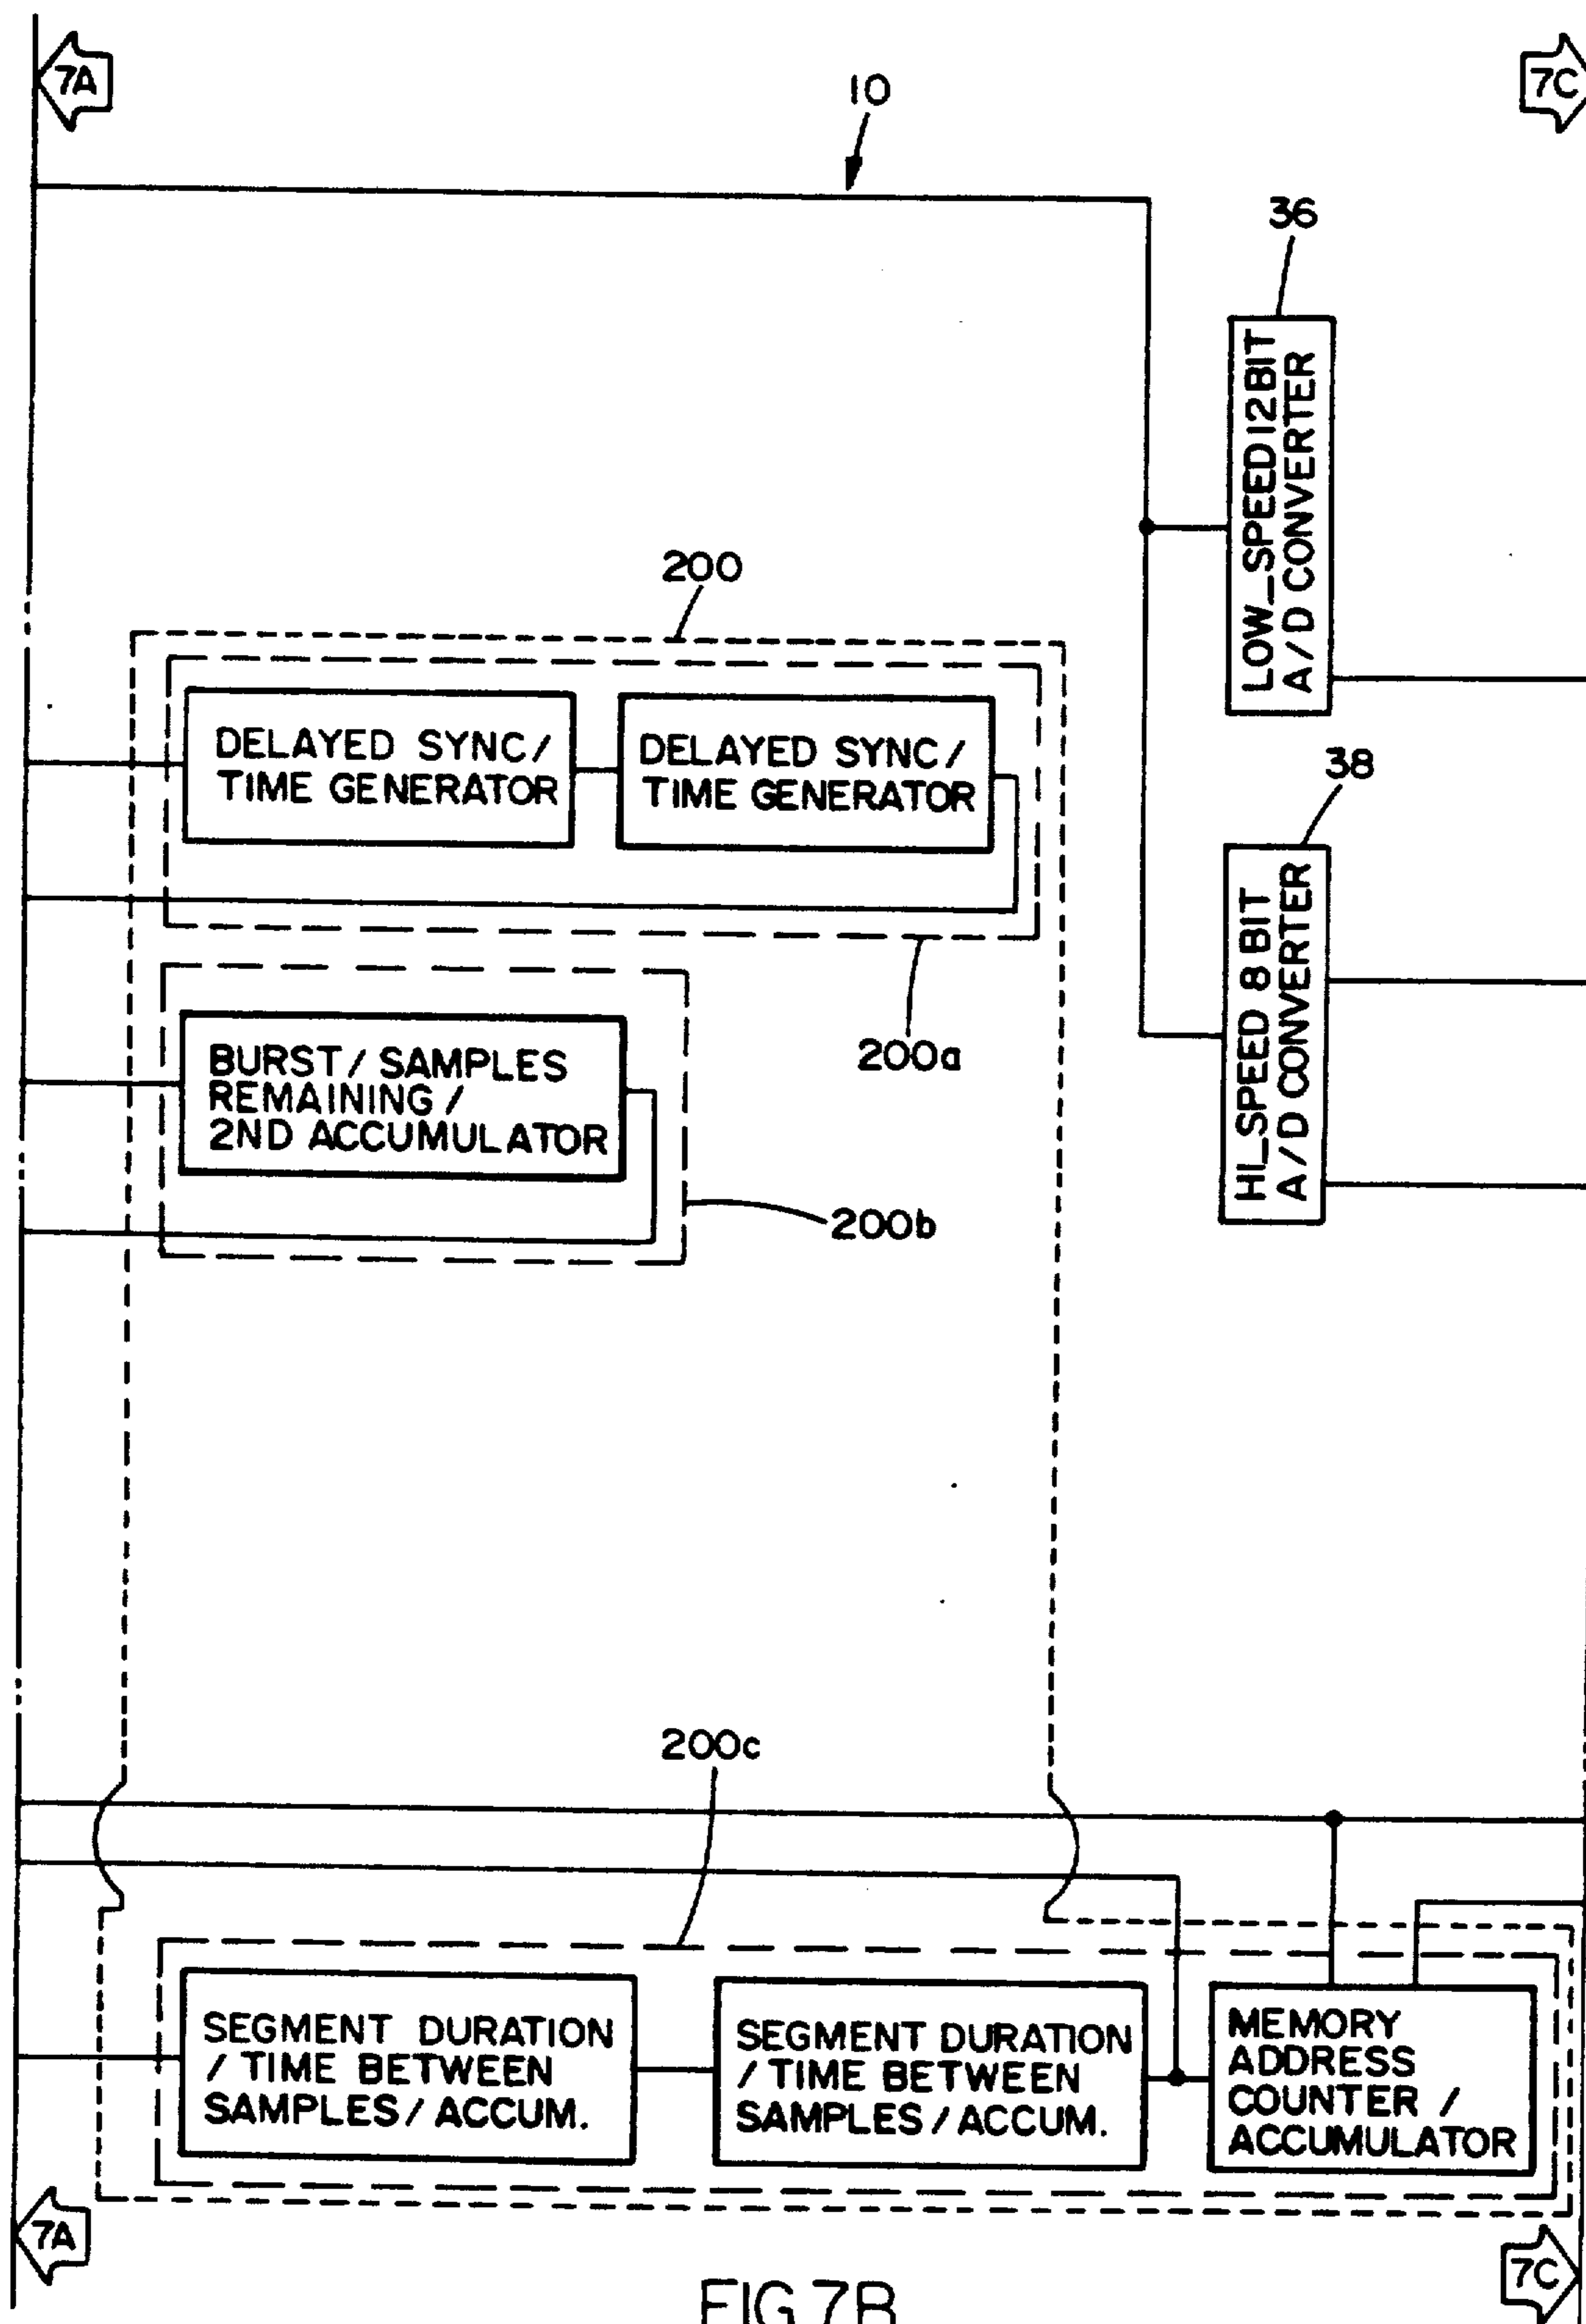 7A
7C
10
36
LOW_SPEED 12 BIT
A/D CONVERTER
200
DELAYED SYNC/
TIME GENERATOR
DELAYED SYNC/
TIME GENERATOR
38
HI_SPEED 8 BIT
A/D CONVERTER
200a
BURST / SAMPLES
REMAINING /
2ND ACCUMULATOR
200b
200c
SEGMENT DURATION
/ TIME BETWEEN
SAMPLES / ACCUM.
SEGMENT DURATION
/ TIME BETWEEN
SAMPLES / ACCUM.
MEMORY
ADDRESS
COUNTER /
ACCUMULATOR
7A
7C
FIG. 7B